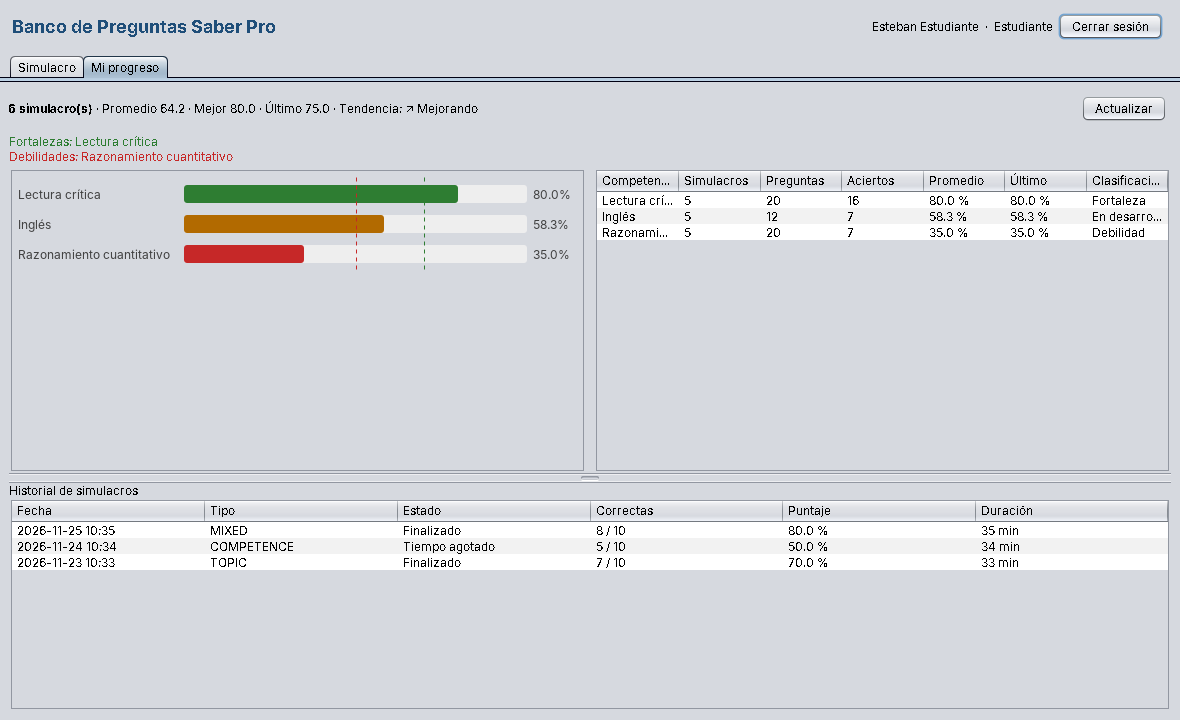 Banco de Preguntas Saber Pro
Esteban Estudiante · Estudiante
Cerrar sesión
Simulacro
Mi progreso
6 simulacro(s) · Promedio 64.2 · Mejor 80.0 · Último 75.0 · Tendencia: ↗ Mejorando
Actualizar
Fortalezas: Lectura crítica
Debilidades: Razonamiento cuantitativo
Lectura crítica 80.0%
Inglés 58.3%
Razonamiento cuantitativo 35.0%
Competen... Simulacros Preguntas Aciertos Promedio Último Clasificaci...
Lectura crí... 5 20 16 80.0 % 80.0 % Fortaleza
Inglés 5 12 7 58.3 % 58.3 % En desarro...
Razonami... 5 20 7 35.0 % 35.0 % Debilidad
Historial de simulacros
Fecha Tipo Estado Correctas Puntaje Duración
2026-11-25 10:35 MIXED Finalizado 8 / 10 80.0 % 35 min
2026-11-24 10:34 COMPETENCE Tiempo agotado 5 / 10 50.0 % 34 min
2026-11-23 10:33 TOPIC Finalizado 7 / 10 70.0 % 33 min